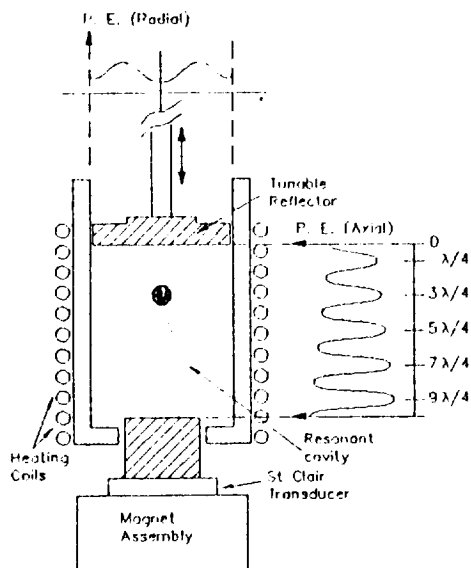 P. E. (Radial)
Tunable
Reflector
P. E. (Axial)
0
λ/4
3λ/4
5λ/4
7λ/4
9λ/4
Heating
Coils
Resonant
cavity
St Clair
Transducer
Magnet
Assembly